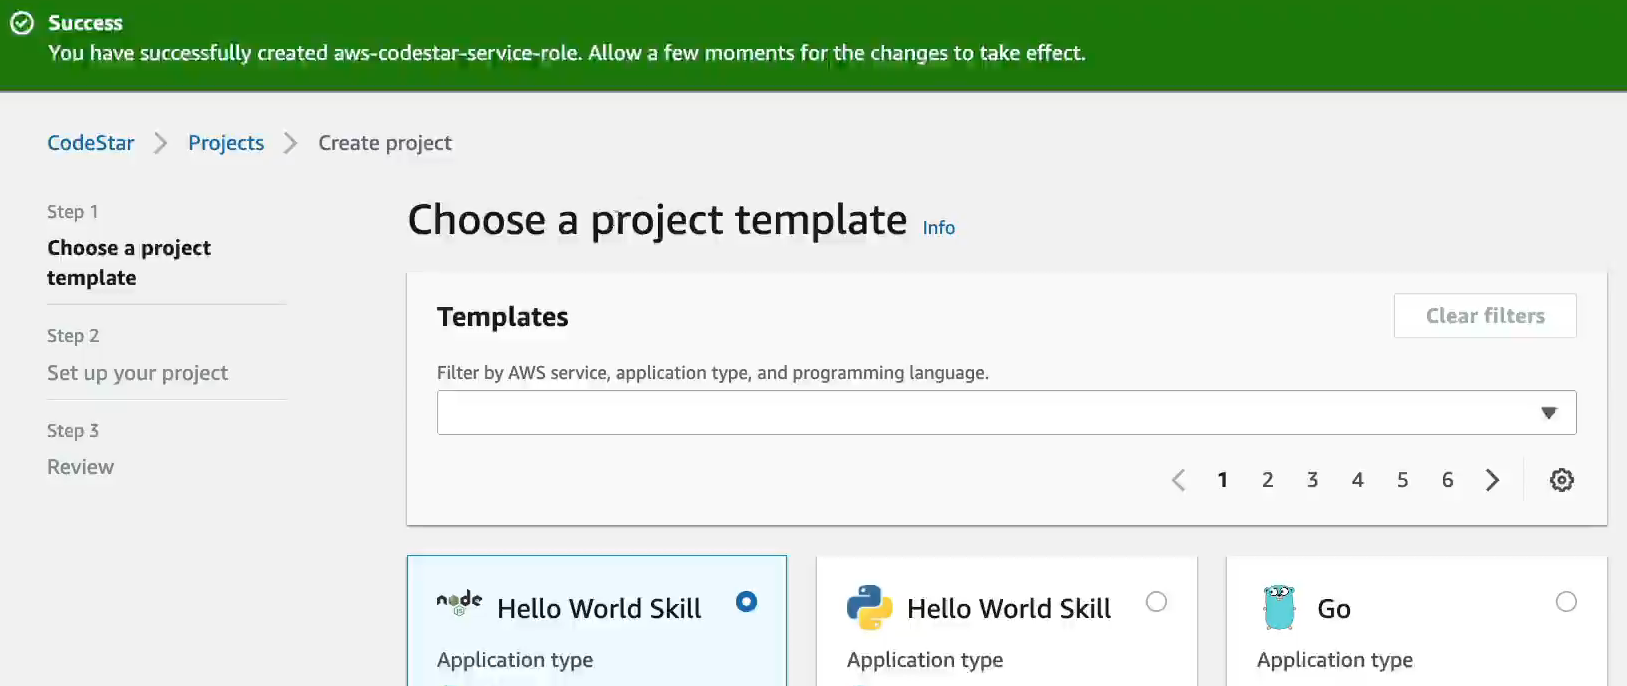 Success
You have successfully created aws-codestar-service-role. Allow a few moments for the changes to take effect.
CodeStar Projects Create project
Step 1
Choose a project
template
Step 2
Set up your project
Step 3
Review
Choose a project template Info
Templates
Clear filters
Filter by AWS service, application type, and programming language.
1 2 3 4 5 6
node
JS
Hello World Skill
Application type
Hello World Skill
Application type
Go
Application type